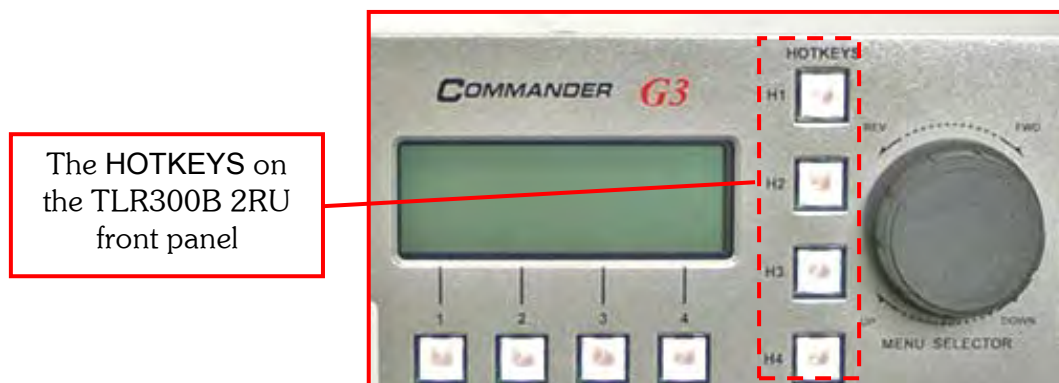 The HOTKEYS on
the TLR300B 2RU
front panel
COMMANDER G3
HOTKEYS
H1
H2
H3
H4
REV
FWD
UP
DOWN
MENU SELECTOR
1 2 3 4